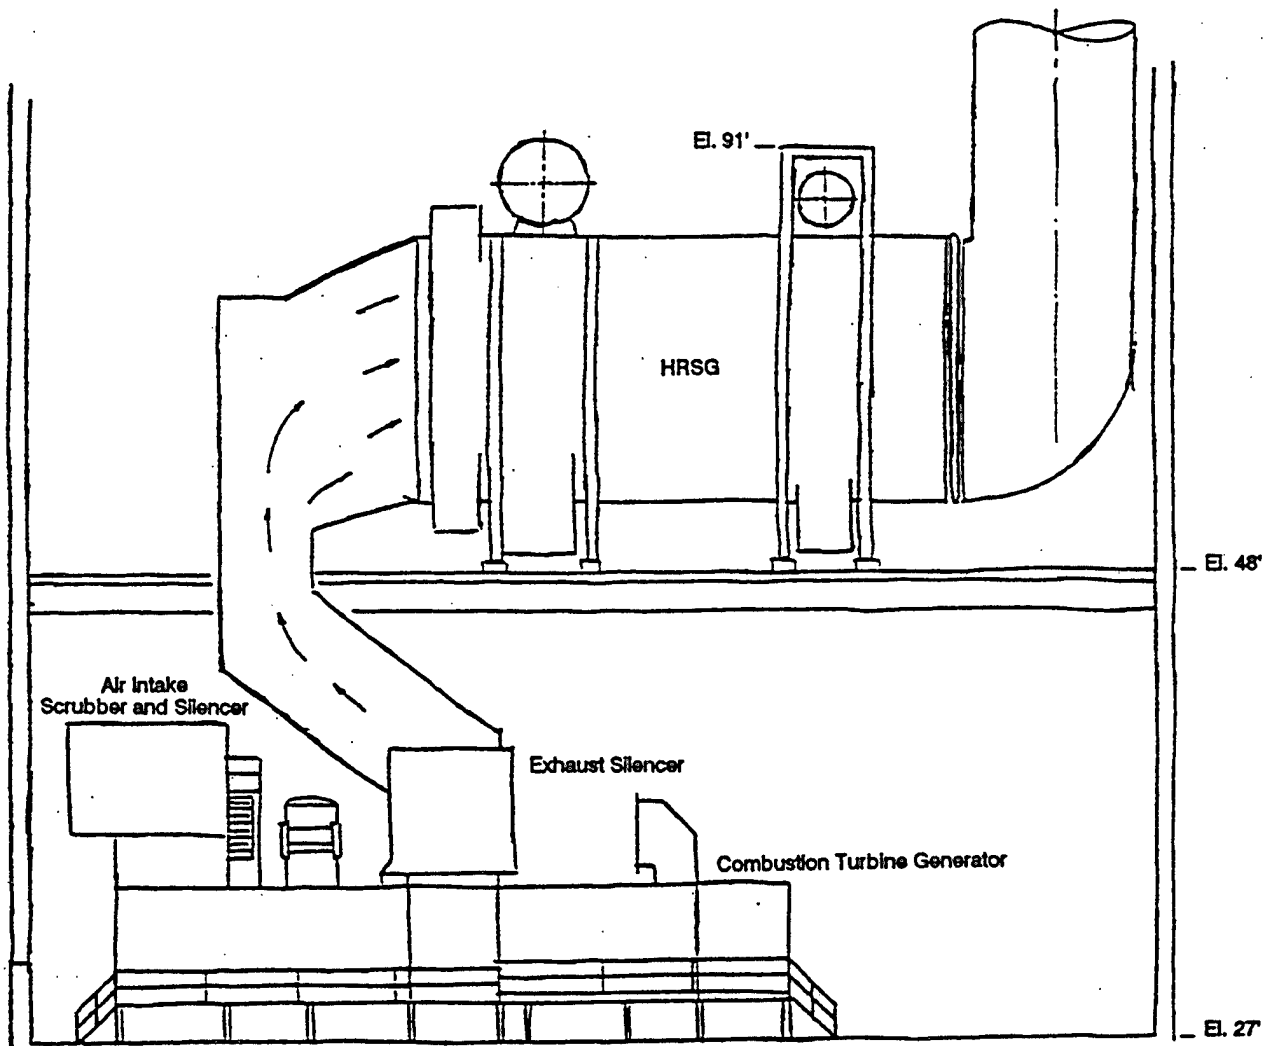 El. 91'
HRSG
El. 48'
Air Intake
Scrubber and Silencer
Exhaust Silencer
Combustion Turbine Generator
El. 27'